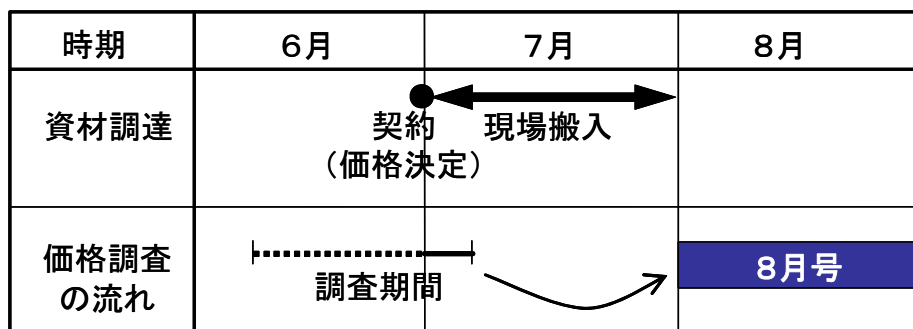 時期
6月
7月
8月
資材調達
契約
(価格決定)
現場搬入
価格調査
の流れ
調査期間
8月号